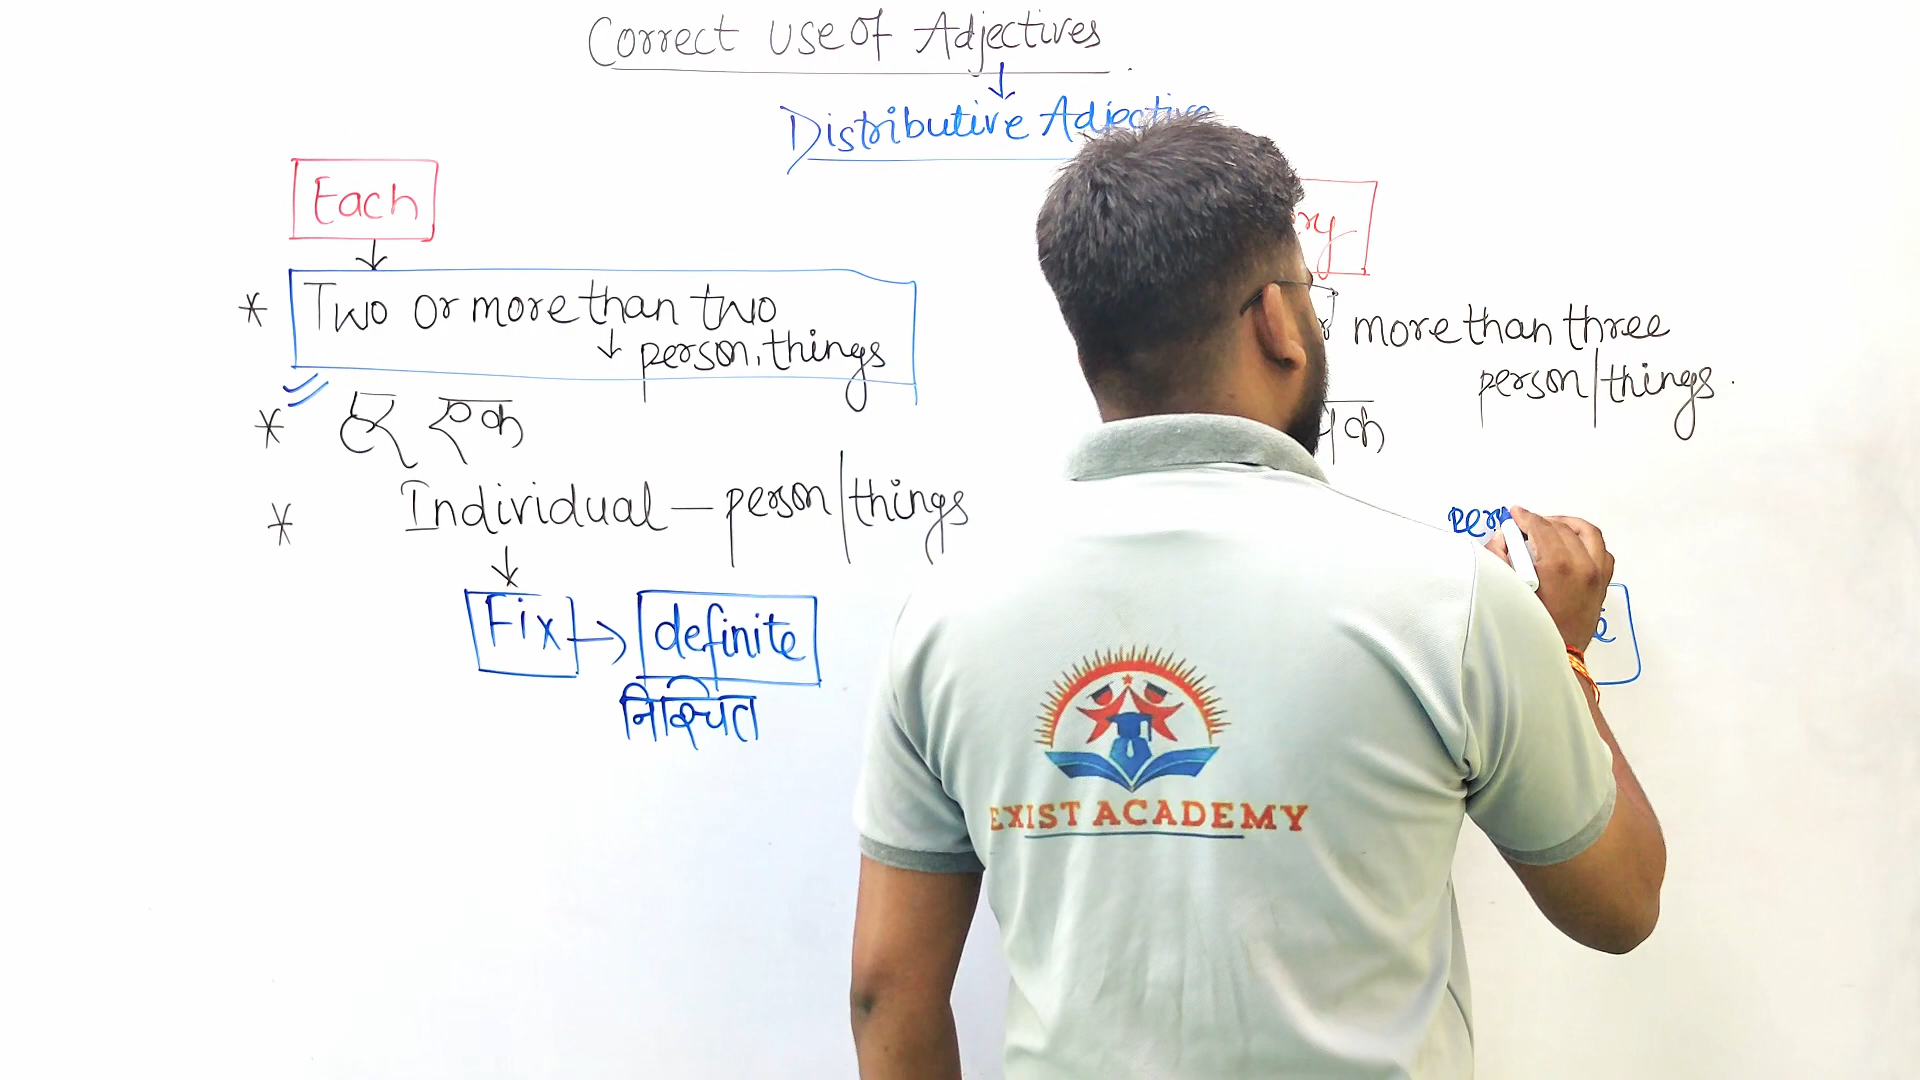 Correct use of Adjectives
Distributive
Each
* Two or more than two
person, things
* हर एक
* Individual – person/things
Fix → definite
निश्चित
more than three
person/things.
EXIST ACADEMY